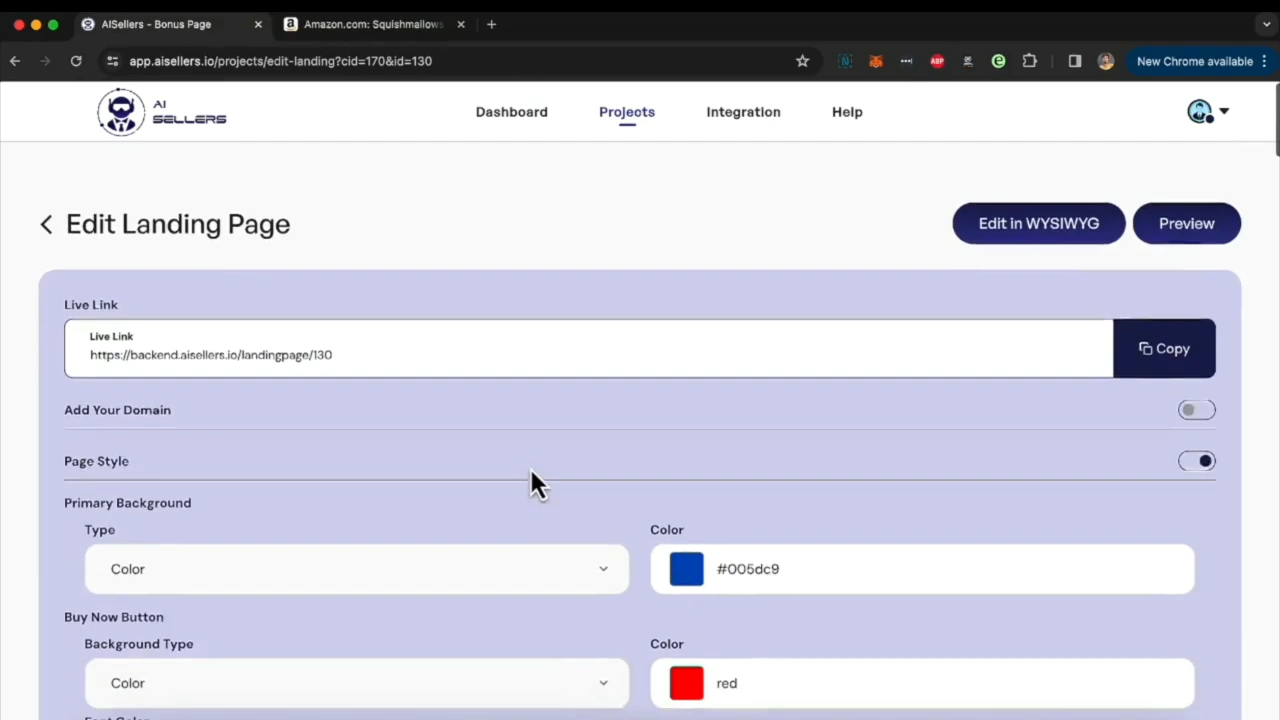 AISellers - Bonus Page
Amazon.com: Squishmallows
app.aisellers.io/projects/edit-landing?cid=170&id=130
ABP
New Chrome available
AI
SELLERS
Dashboard
Projects
Integration
Help
Edit Landing Page
Edit in WYSIWYG
Preview
Live Link
Live Link
https://backend.aisellers.io/landingpage/130
Copy
Add Your Domain
Page Style
Primary Background
Type
Color
Color
#005dc9
Buy Now Button
Background Type
Color
Color
red